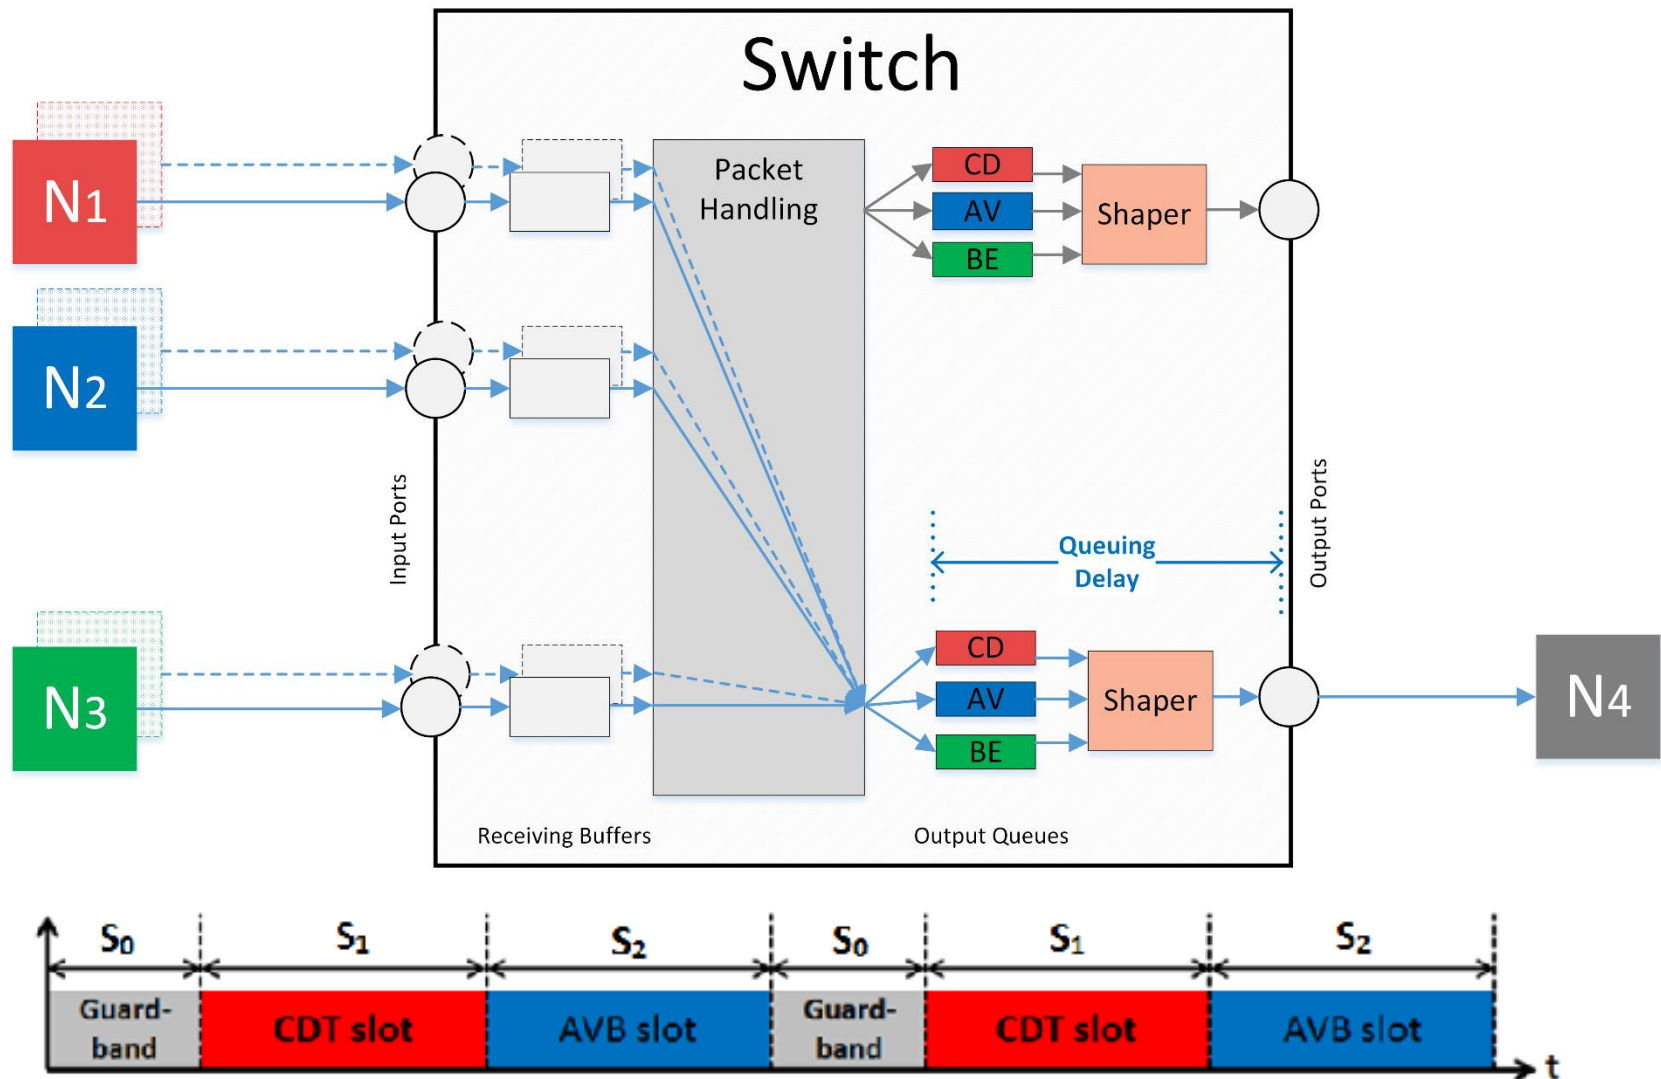 Switch
N1
N2
N3
Input Ports
Packet
Handling
CD
AV
BE
Shaper
Queuing
Delay
Output Ports
CD
AV
BE
Shaper
N4
Receiving Buffers
Output Queues
S0
S1
S2
S0
S1
S2
Guard-
band
CDT slot
AVB slot
Guard-
band
CDT slot
AVB slot
t